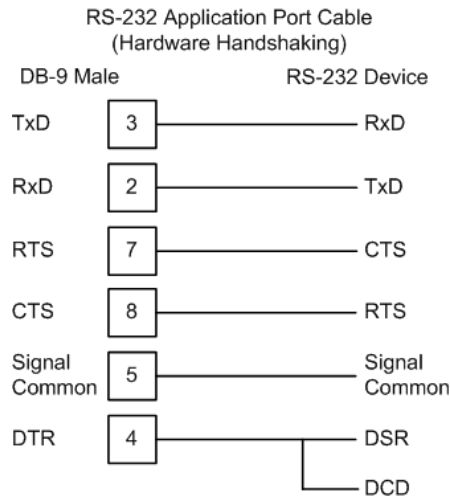 RS-232 Application Port Cable
(Hardware Handshaking)
DB-9 Male RS-232 Device
TxD 3 RxD
RxD 2 TxD
RTS 7 CTS
CTS 8 RTS
Signal Common 5 Signal Common
DTR 4 DSR
DCD